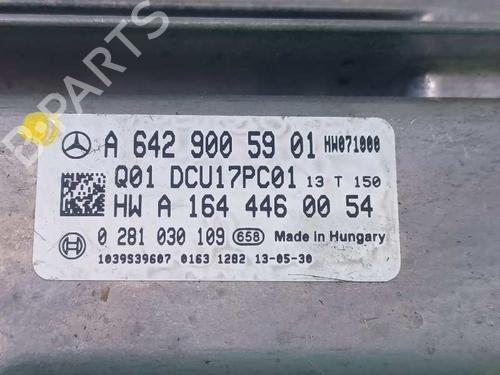 B-PARTS
A 642 900 59 01 HW071000
Q01 DCU17PC01 13 T 150
HW A 164 446 00 54
0 281 030 109 658 Made in Hungary
1039S39607 0163 1282 13-05-30